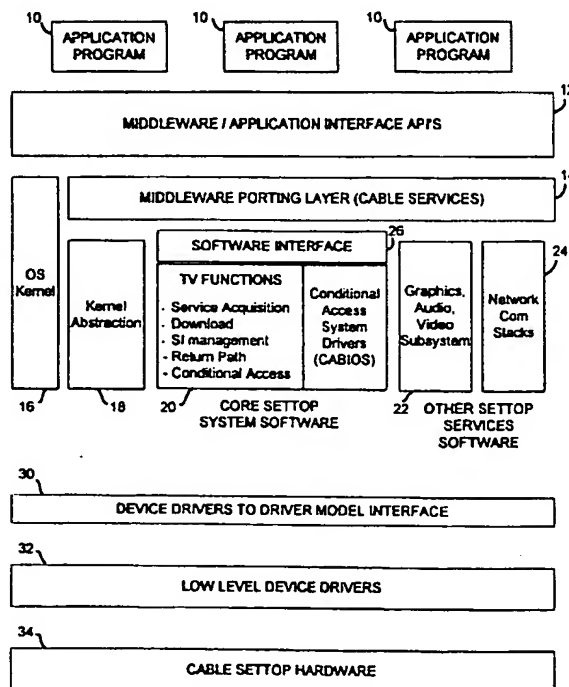 10 10 10
APPLICATION PROGRAM
APPLICATION PROGRAM
APPLICATION PROGRAM
12
MIDDLEWARE / APPLICATION INTERFACE API'S
MIDDLEWARE PORTING LAYER (CABLE SERVICES)
OS Kernel
16
Kernel Abstraction
18
SOFTWARE INTERFACE
26
TV FUNCTIONS
- Service Acquisition
- Download
- SI management
- Return Path
- Conditional Access
Conditional
Access
System
Drivers
(CABIOS)
20
CORE SETTOP
SYSTEM SOFTWARE
Graphics,
Audio,
Video
Subsystem
22
Network
Com
Stacks
24
OTHER SETTOP
SERVICES
SOFTWARE
30
DEVICE DRIVERS TO DRIVER MODEL INTERFACE
32
LOW LEVEL DEVICE DRIVERS
34
CABLE SETTOP HARDWARE